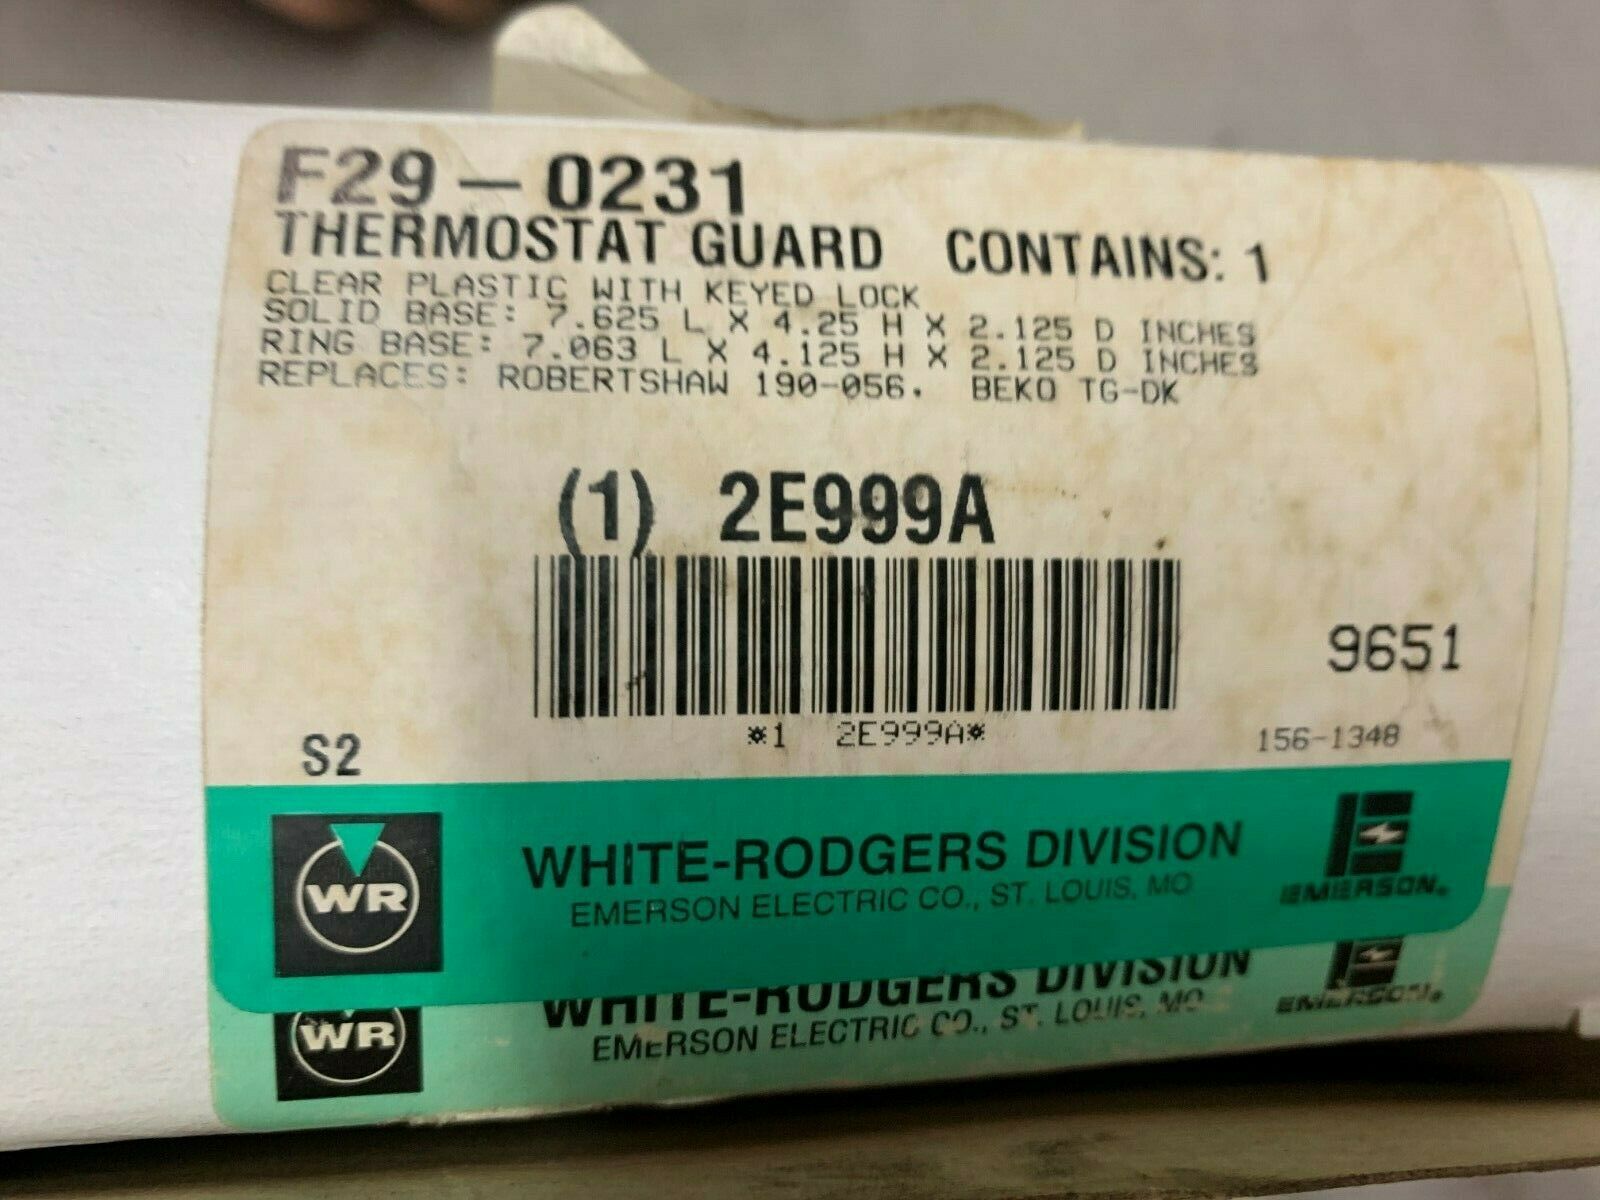 F29-0231
THERMOSTAT GUARD CONTAINS: 1
CLEAR PLASTIC WITH KEYED LOCK
SOLID BASE: 7.625 L X 4.25 H X 2.125 D INCHES
RING BASE: 7.063 L X 4.125 H X 2.125 D INCHES
REPLACES: ROBERTSHAW 190-056. BEKO TG-DK
(1) 2E999A
9651
*1 2E999A*
156-1348
S2
WR
WHITE-RODGERS DIVISION
EMERSON ELECTRIC CO., ST. LOUIS, MO
EMERSON®
WR
WHITE-RODGERS DIVISION
EMERSON ELECTRIC CO., ST. LOUIS, MO
EMERSON®